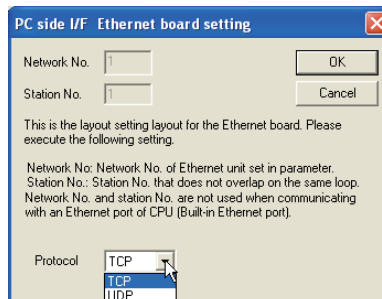 PC side I/F Ethernet board setting
Network No. 1 OK
Station No. 1 Cancel
This is the layout setting layout for the Ethernet board. Please
execute the following setting.
Network No: Network No. of Ethernet unit set in parameter.
Station No.: Station No. that does not overlap on the same loop.
Network No. and station No. are not used when communicating
with an Ethernet port of CPU (Built-in Ethernet port).
Protocol TCP
TCP
UDP